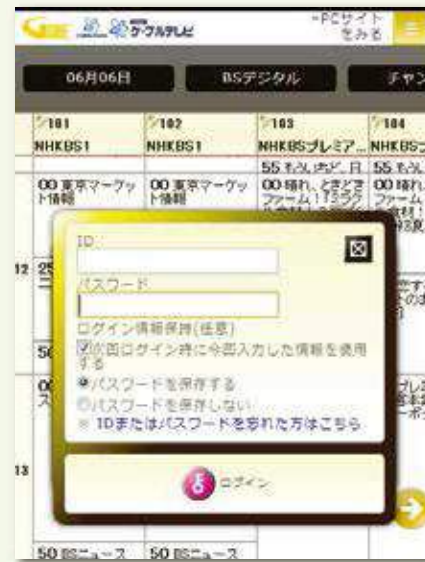 ケーブルテレビ
PCサイト
をみる
06月06日
BSデジタル
チャン
101
102
103
104
NHKBS1
NHKBS1
NHKBSプレミア...
NHKBSプ
00 東京マーケッ
ト情報
00 東京マーケッ
ト情報
00 晴れ、ときどき
ファーム!
12
ID
パスワード
ログイン情報保持(任意)
次回ログイン時に今回入力した情報を使用
する
パスワードを保存する
パスワードを保存しない
※ IDまたはパスワードを忘れた方はこちら
ログイン
13
50 BSニュース
50 BSニュース